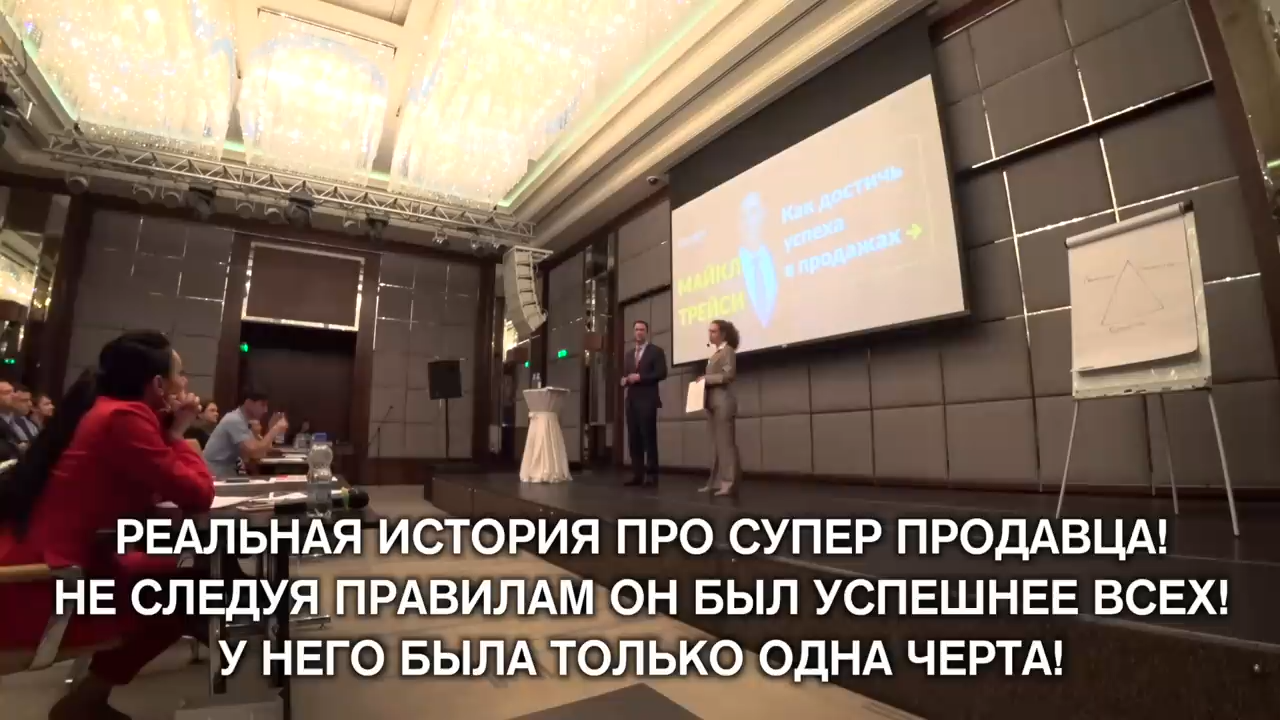 МАЙКЛ
ТРЕЙСИ
Как достичь
успеха
в продажах
РЕАЛЬНАЯ ИСТОРИЯ ПРО СУПЕР ПРОДАВЦА!
НЕ СЛЕДУЯ ПРАВИЛАМ ОН БЫЛ УСПЕШНЕЕ ВСЕХ!
У НЕГО БЫЛА ТОЛЬКО ОДНА ЧЕРТА!